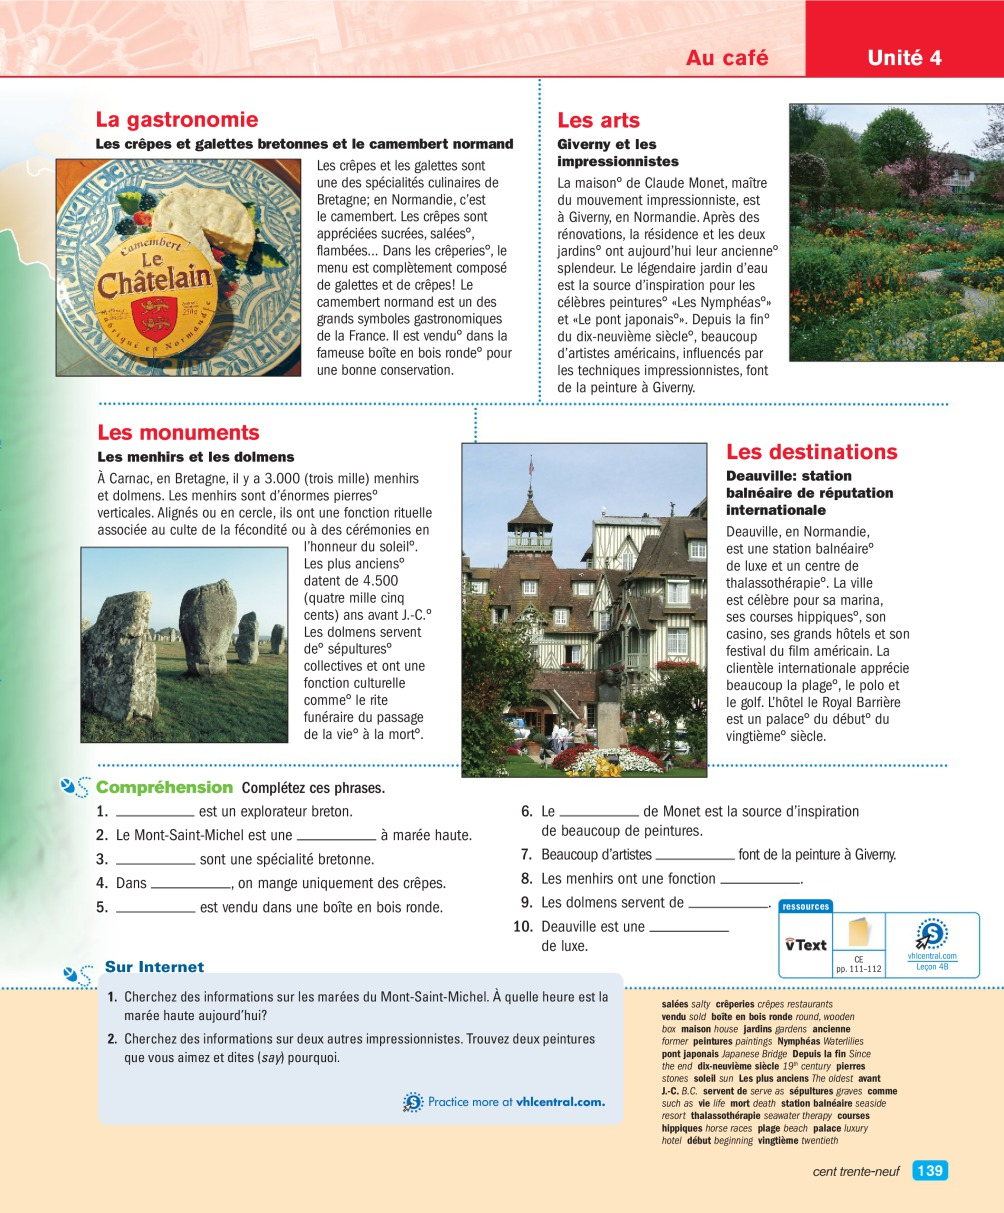 Au café
Unité 4
La gastronomie
Les crêpes et galettes bretonnes et le camembert normand
Les crêpes et les galettes sont
une des spécialités culinaires de
Bretagne; en Normandie, c’est
le camembert. Les crêpes sont
appréciées sucrées, salées°,
flambées... Dans les crêperies°, le
menu est complètement composé
de galettes et de crêpes! Le
camembert normand est un des
grands symboles gastronomiques
de la France. Il est vendu° dans la
fameuse boîte en bois ronde° pour
une bonne conservation.
Camembert
Le
Châtelain
250g
Fabriqué en Normandie
Les arts
Giverny et les
impressionnistes
La maison° de Claude Monet, maître
du mouvement impressionniste, est
à Giverny, en Normandie. Après des
rénovations, la résidence et les deux
jardins° ont aujourd’hui leur ancienne°
splendeur. Le légendaire jardin d’eau
est la source d’inspiration pour les
célèbres peintures° «Les Nymphéas°»
et «Le pont japonais°». Depuis la fin°
du dix-neuvième siècle°, beaucoup
d’artistes américains, influencés par
les techniques impressionnistes, font
de la peinture à Giverny.
Les monuments
Les menhirs et les dolmens
À Carnac, en Bretagne, il y a 3.000 (trois mille) menhirs
et dolmens. Les menhirs sont d’énormes pierres°
verticales. Alignés ou en cercle, ils ont une fonction rituelle
associée au culte de la fécondité ou à des cérémonies en
l’honneur du soleil°.
Les plus anciens°
datent de 4.500
(quatre mille cinq
cents) ans avant J.-C.°
Les dolmens servent
de° sépultures°
collectives et ont une
fonction culturelle
comme° le rite
funéraire du passage
de la vie° à la mort°.
Les destinations
Deauville: station
balnéaire de réputation
internationale
Deauville, en Normandie,
est une station balnéaire°
de luxe et un centre de
thalassothérapie°. La ville
est célèbre pour sa marina,
ses courses hippiques°, son
casino, ses grands hôtels et son
festival du film américain. La
clientèle internationale apprécie
beaucoup la plage°, le polo et
le golf. L’hôtel le Royal Barrière
est un palace° du début° du
vingtième° siècle.
Compréhension Complétez ces phrases.
1. ________ est un explorateur breton.
2. Le Mont-Saint-Michel est une ________ à marée haute.
3. ________ sont une spécialité bretonne.
4. Dans ________, on mange uniquement des crêpes.
5. ________ est vendu dans une boîte en bois ronde.
6. Le ________ de Monet est la source d’inspiration
de beaucoup de peintures.
7. Beaucoup d’artistes ________ font de la peinture à Giverny.
8. Les menhirs ont une fonction ________.
9. Les dolmens servent de ________.
10. Deauville est une ________
de luxe.
ressources
vText
CE
pp. 111–112
S
vhlcentral.com
Leçon 4B
Sur Internet
1. Cherchez des informations sur les marées du Mont-Saint-Michel. À quelle heure est la
marée haute aujourd’hui?
2. Cherchez des informations sur deux autres impressionnistes. Trouvez deux peintures
que vous aimez et dites (say) pourquoi.
S Practice more at vhlcentral.com.
salées salty crêperies crêpes restaurants
vendu sold boîte en bois ronde round, wooden
box maison house jardins gardens ancienne
former peintures paintings Nymphéas Waterlilies
pont japonais Japanese Bridge Depuis la fin Since
the end dix-neuvième siècle 19th century pierres
stones soleil sun Les plus anciens The oldest avant
J.-C. B.C. servent de serve as sépultures graves comme
such as vie life mort death station balnéaire seaside
resort thalassothérapie seawater therapy courses
hippiques horse races plage beach palace luxury
hotel début beginning vingtième twentieth
cent trente-neuf 139